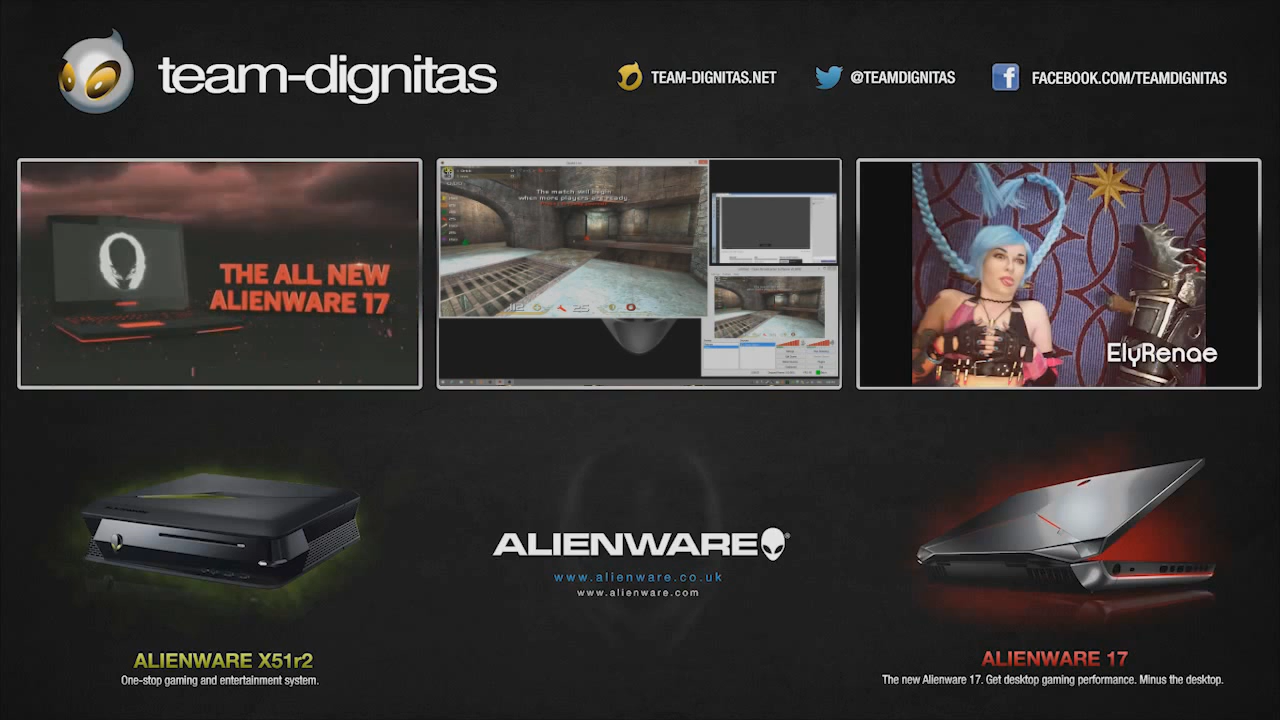 team-dignitas
TEAM-DIGNITAS.NET
@TEAMDIGNITAS
FACEBOOK.COM/TEAMDIGNITAS
THE ALL NEW
ALIENWARE 17
The match will begin
when more players are ready.
112
25
ElyRenae
ALIENWARE
www.alienware.co.uk
www.alienware.com
ALIENWARE X51r2
One-stop gaming and entertainment system.
ALIENWARE 17
The new Alienware 17. Get desktop gaming performance. Minus the desktop.